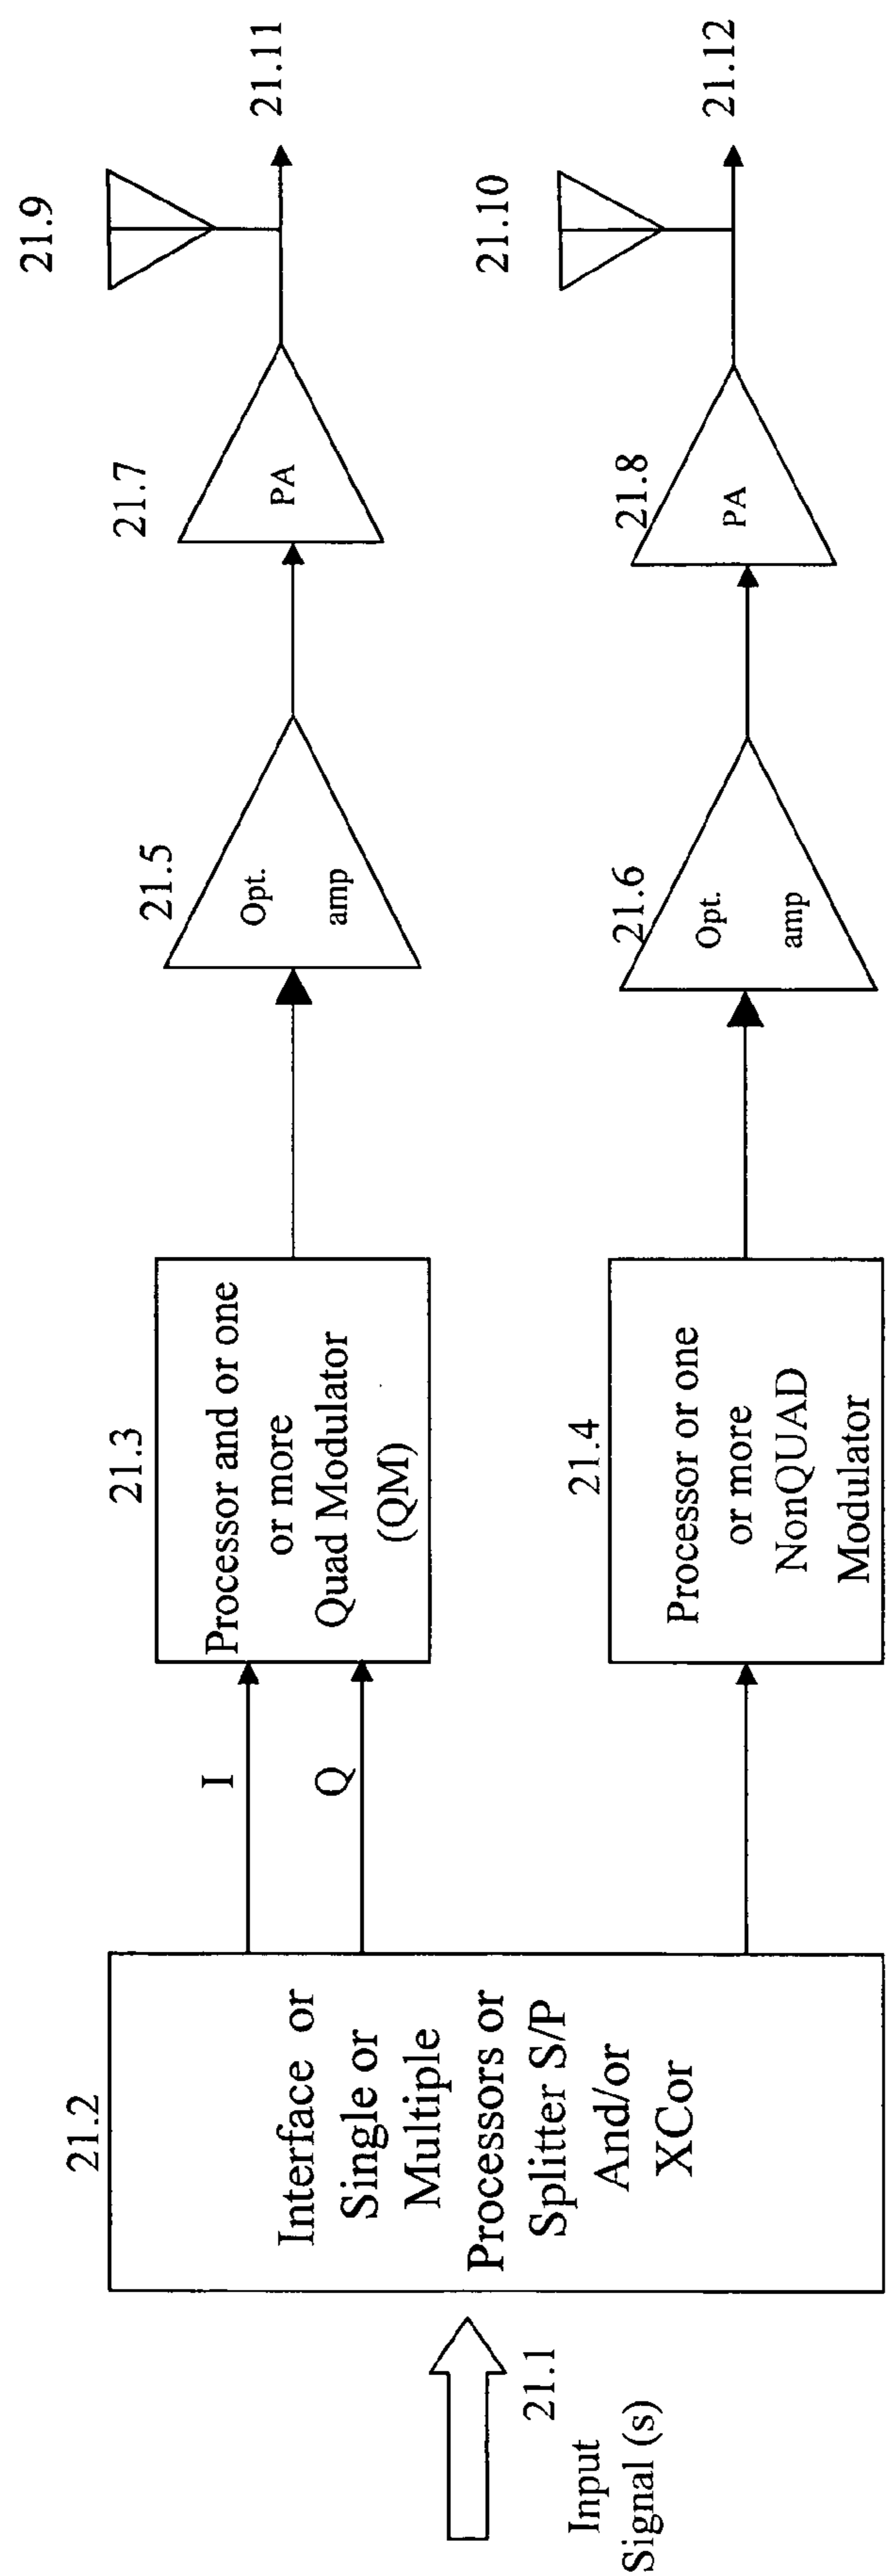 21.1
Input
Signal (s)
21.2
Interface or
Single or
Multiple
Processors or
Splitter S/P
And/or
XCor
I
Q
21.3
Processor and or one
or more
Quad Modulator
(QM)
21.5
Opt.
amp
21.7
PA
21.9
21.11
21.4
Processor or one
or more
NonQUAD
Modulator
21.6
Opt.
amp
21.8
PA
21.10
21.12